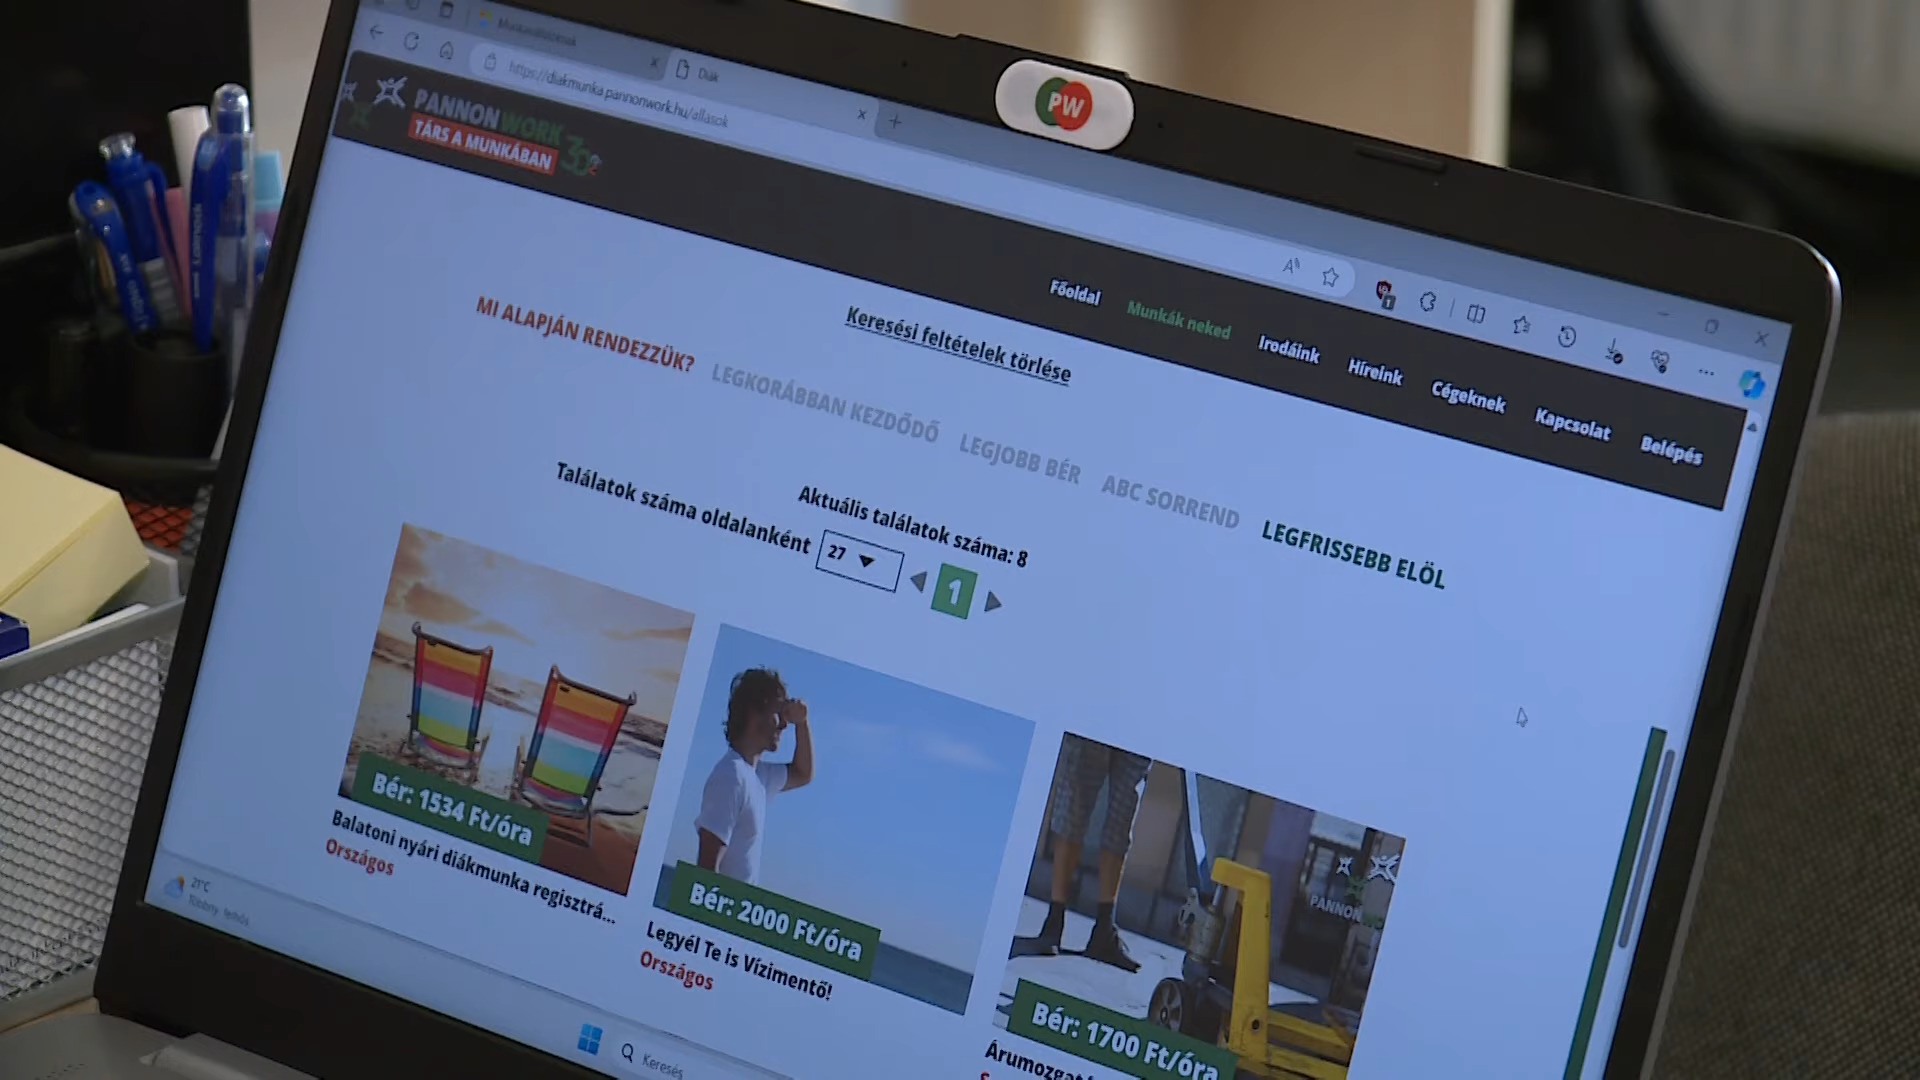 Diák
https://diakmunka.pannonwork.hu/allasok
PW
PANNONWORK
TÁRS A MUNKÁBAN
Főoldal
Munkák neked
Irodáink
Híreink
Cégeknek
Kapcsolat
Belépés
Keresési feltételek törlése
MI ALAPJÁN RENDEZZÜK?
LEGKORÁBBAN KEZDŐDŐ
LEGJOBB BÉR
ABC SORREND
LEGFRISSEBB ELÖL
Aktuális találatok száma: 8
Találatok száma oldalanként
27
1
Bér: 1534 Ft/óra
Balatoni nyári diákmunka regisztrá...
Országos
Bér: 2000 Ft/óra
Legyél Te is Vízimentő!
Országos
PANNON
Bér: 1700 Ft/óra
21°C
Keresés